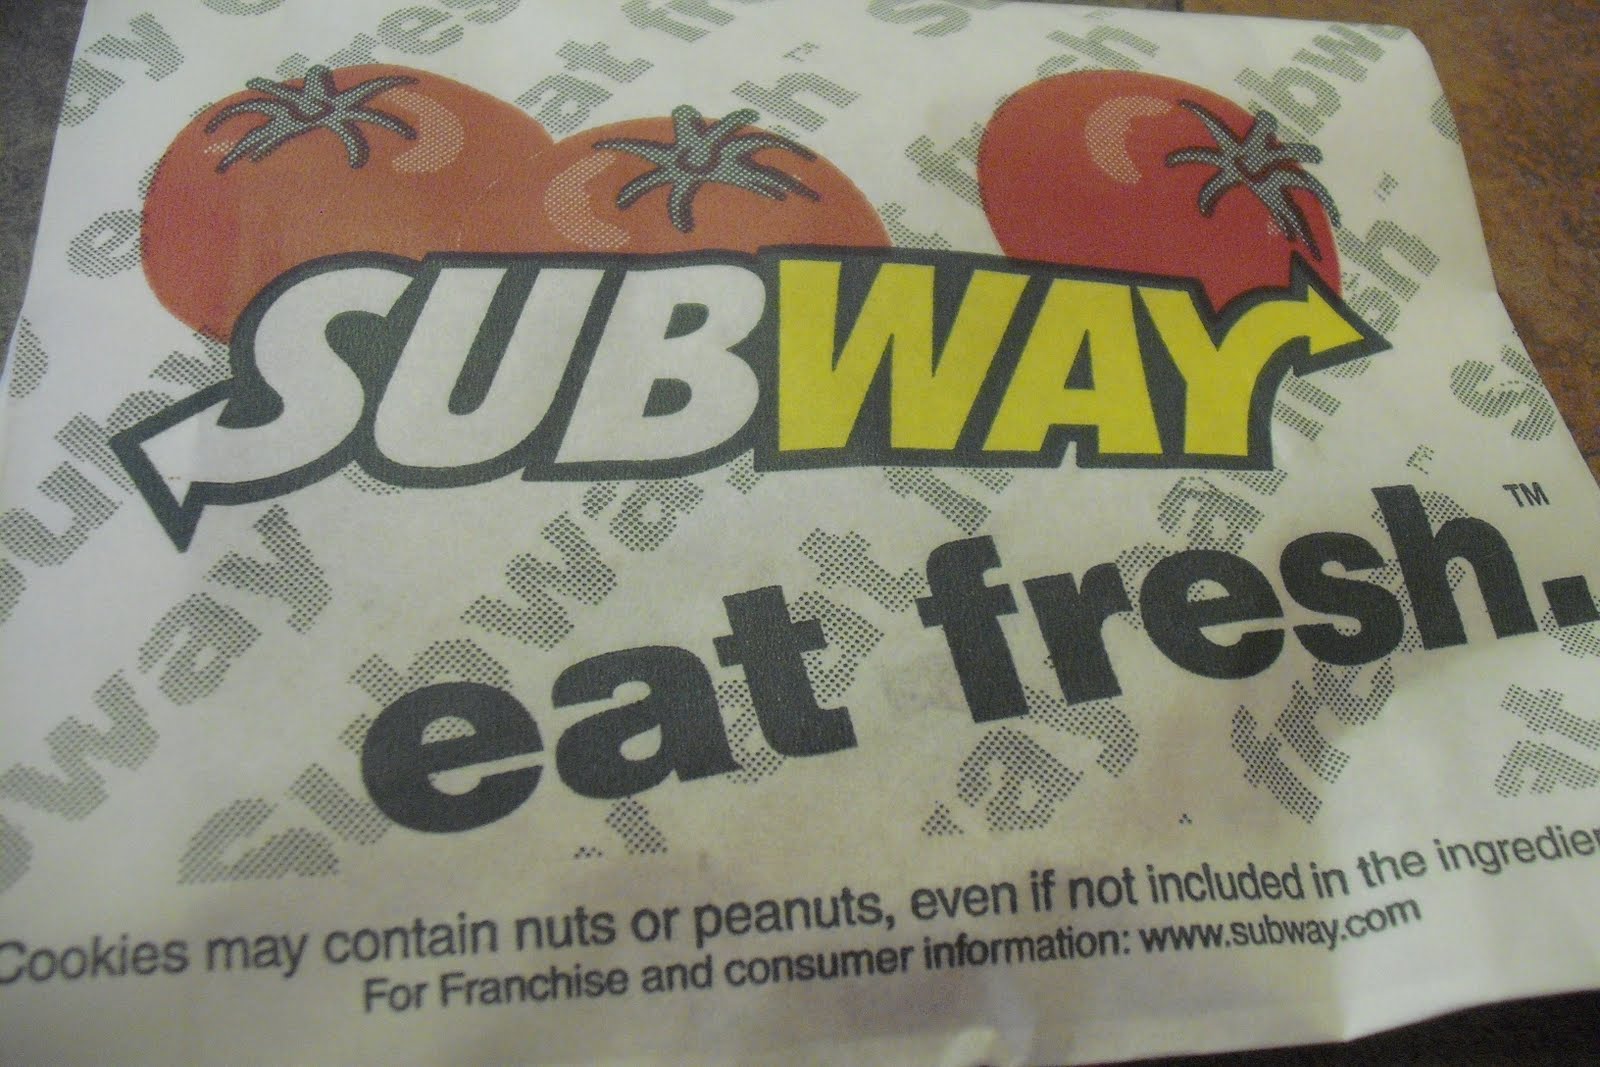 SUBWAY
eat fresh.™
Cookies may contain nuts or peanuts, even if not included in the
For Franchise and consumer information: www.subway.com